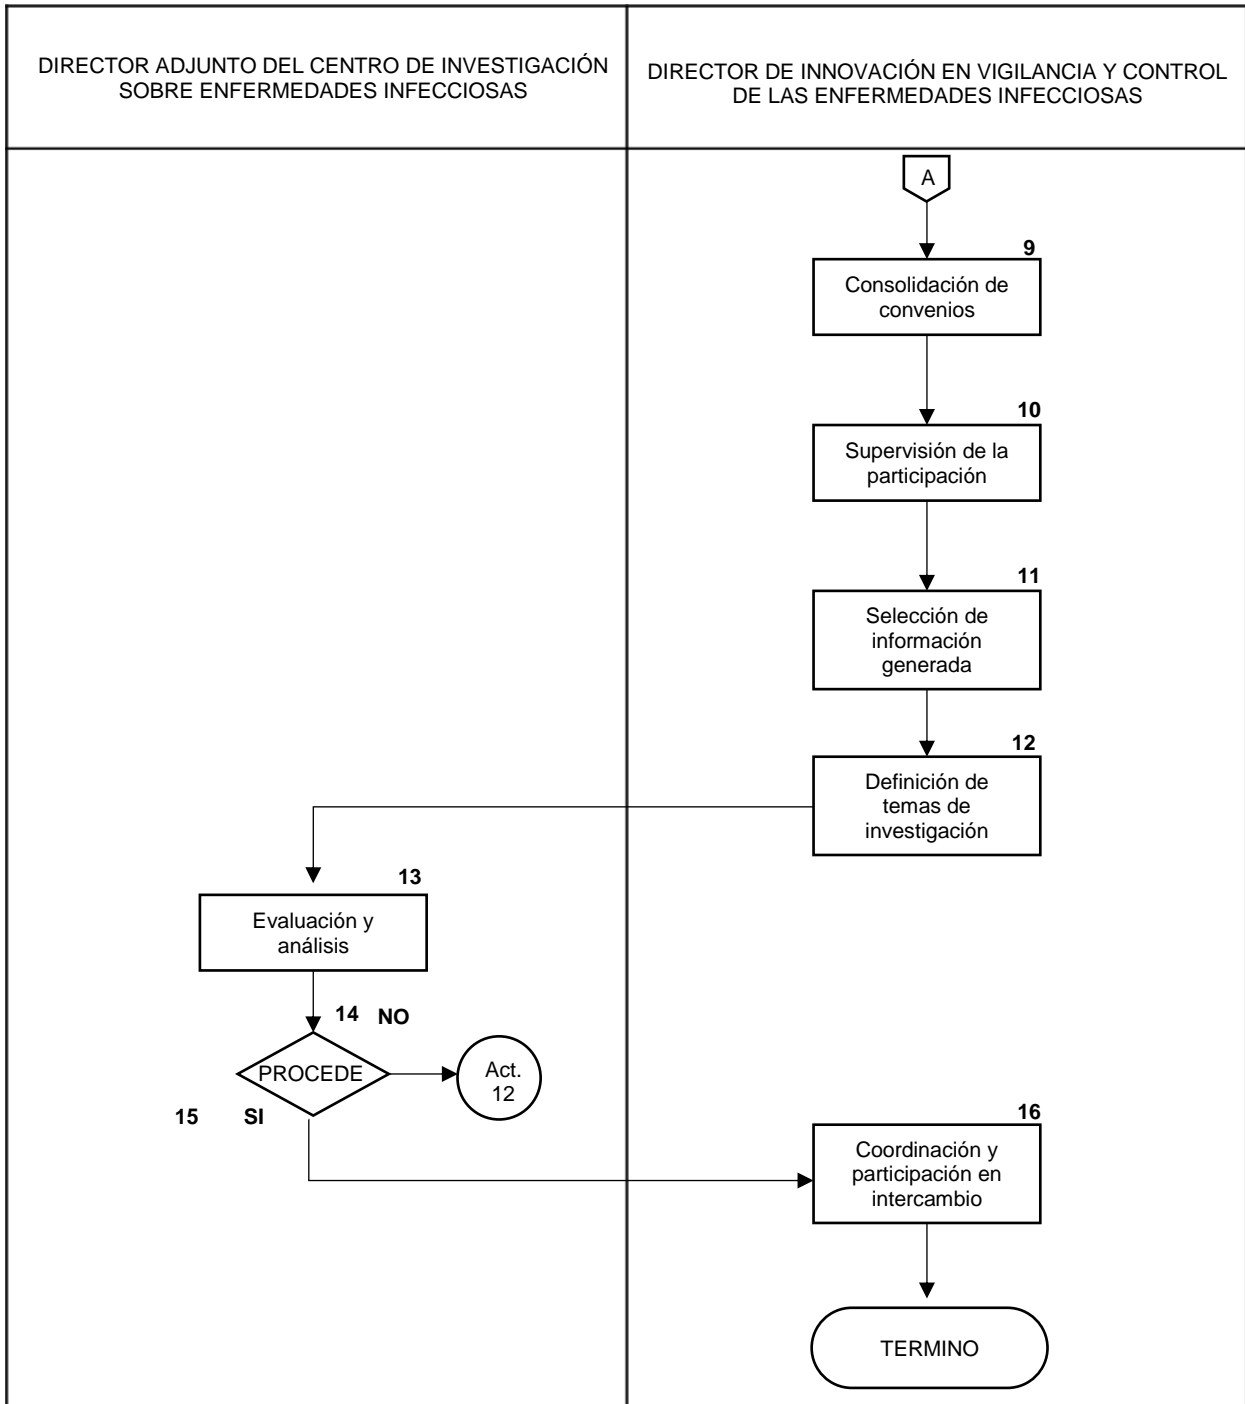 DIRECTOR ADJUNTO DEL CENTRO DE INVESTIGACIÓN
SOBRE ENFERMEDADES INFECCIOSAS
DIRECTOR DE INNOVACIÓN EN VIGILANCIA Y CONTROL
DE LAS ENFERMEDADES INFECCIOSAS
A
9
Consolidación de
convenios
10
Supervisión de la
participación
11
Selección de
información
generada
12
Definición de
temas de
investigación
13
Evaluación y
análisis
14 NO
PROCEDE
Act.
12
15 SI
16
Coordinación y
participación en
intercambio
TERMINO